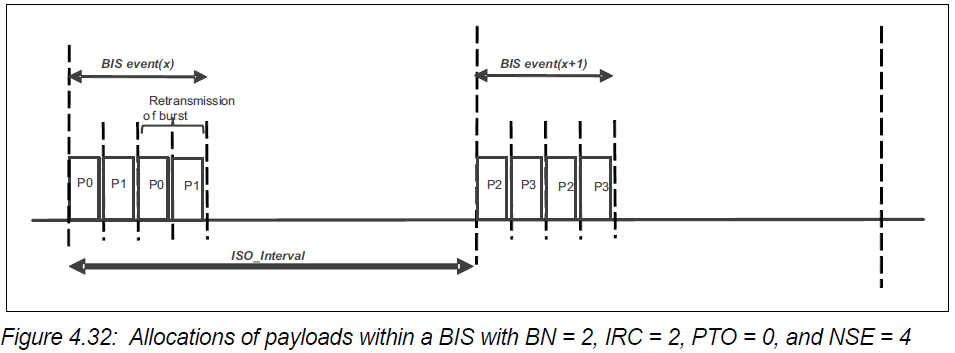 BIS event(x)
BIS event(x+1)
Retransmission
of burst
P0 P1 P0 P1
P2 P3 P2 P3
ISO_Interval
Figure 4.32: Allocations of payloads within a BIS with BN = 2, IRC = 2, PTO = 0, and NSE = 4